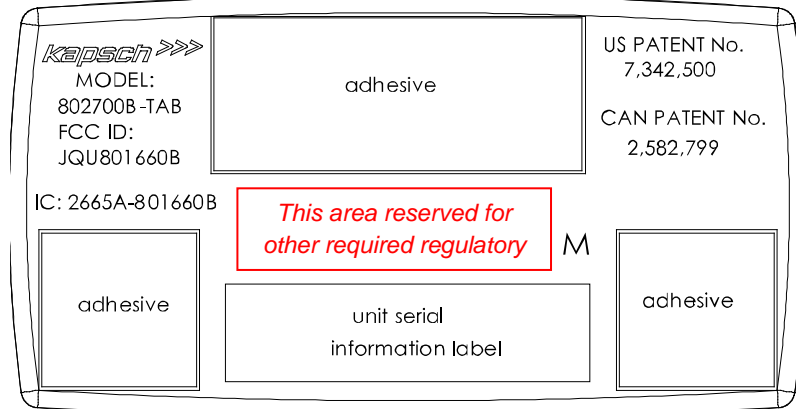 kapsch >>>
MODEL:
802700B-TAB
FCC ID:
JQU801660B
IC: 2665A-801660B
adhesive
US PATENT No.
7,342,500
CAN PATENT No.
2,582,799
This area reserved for
other required regulatory
M
adhesive
unit serial
information label
adhesive